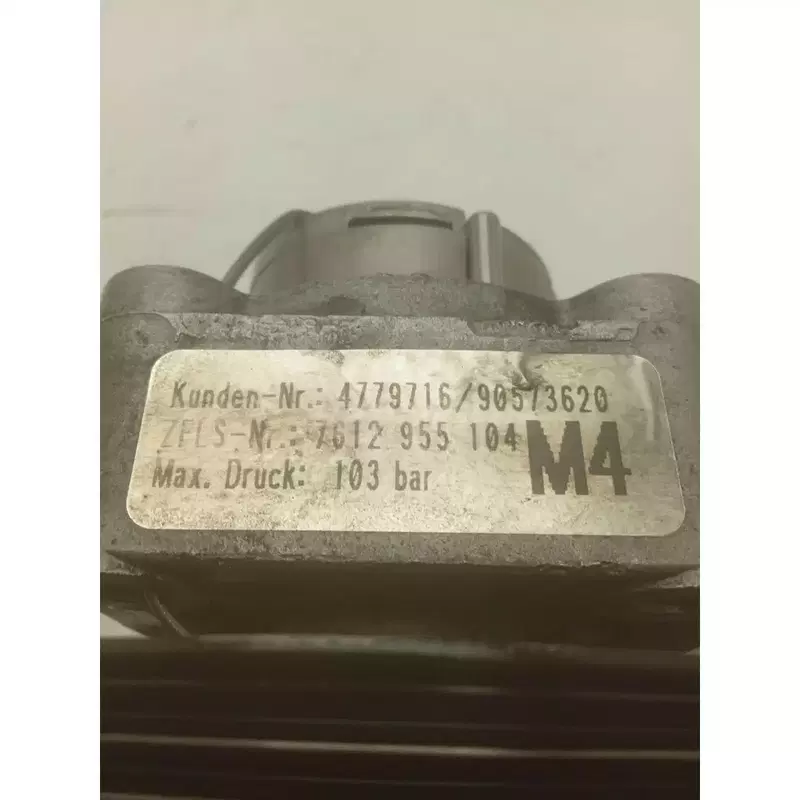 Kunden-Nr.: 4779716/90573620
ZFLS-Nr.: 7612 955 104
Max. Druck: 103 bar
M4